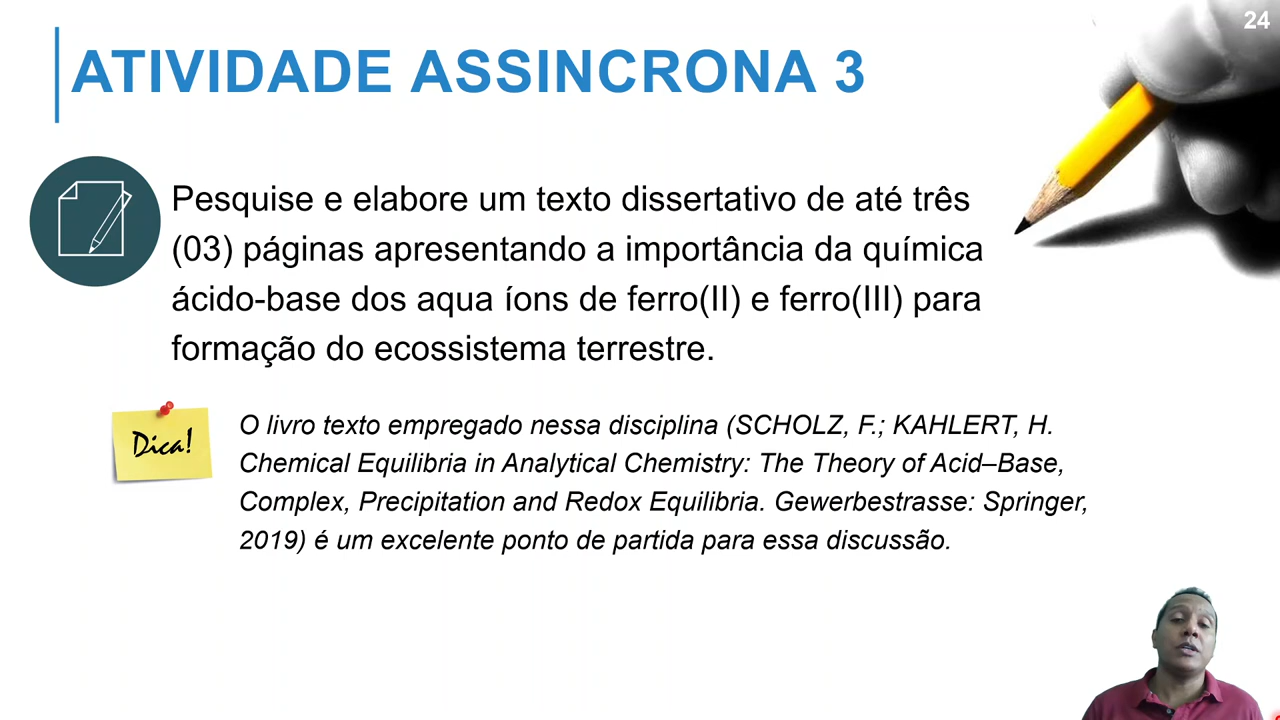 24
ATIVIDADE ASSINCRONA 3
Pesquise e elabore um texto dissertativo de até três
(03) páginas apresentando a importância da química
ácido-base dos aqua íons de ferro(II) e ferro(III) para
formação do ecossistema terrestre.
Dica!
O livro texto empregado nessa disciplina (SCHOLZ, F.; KAHLERT, H.
Chemical Equilibria in Analytical Chemistry: The Theory of Acid–Base,
Complex, Precipitation and Redox Equilibria. Gewerbestrasse: Springer,
2019) é um excelente ponto de partida para essa discussão.